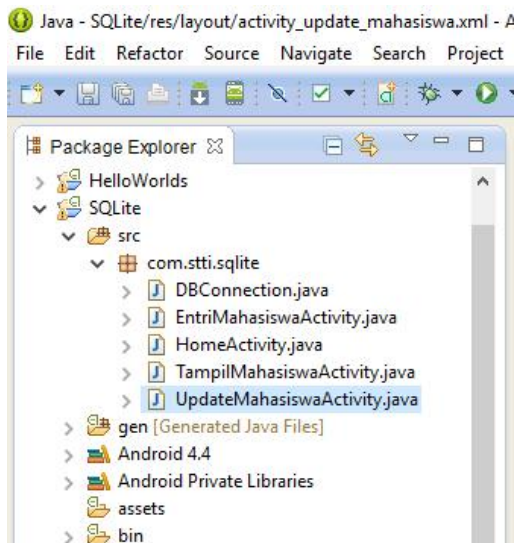 Java - SQLite/res/layout/activity_update_mahasiswa.xml - A
File Edit Refactor Source Navigate Search Project
Package Explorer
HelloWorlds
SQLite
src
com.stti.sqlite
DBConnection.java
EntriMahasiswaActivity.java
HomeActivity.java
TampilMahasiswaActivity.java
UpdateMahasiswaActivity.java
gen [Generated Java Files]
Android 4.4
Android Private Libraries
assets
bin